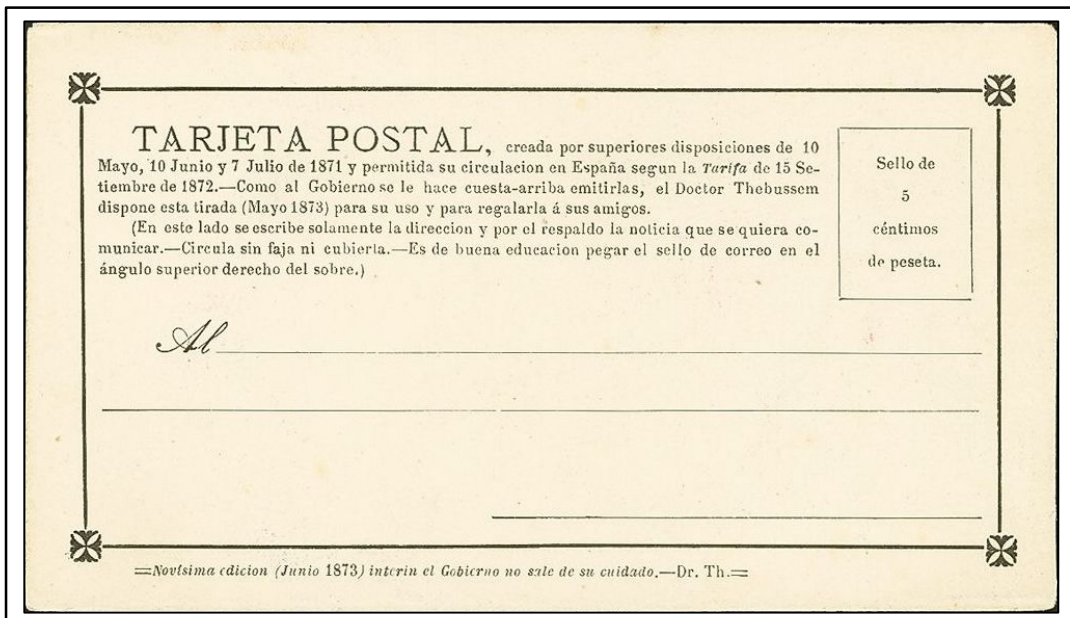 TARJETA POSTAL, creada por superiores disposiciones de 10
Mayo, 10 Junio y 7 Julio de 1871 y permitida su circulacion en España segun la Tarifa de 15 Se-
tiembre de 1872.—Como al Gobierno se le hace cuesta-arriba emitirlas, el Doctor Thebussem
dispone esta tirada (Mayo 1873) para su uso y para regalarla á sus amigos.
(En este lado se escribe solamente la direccion y por el respaldo la noticia que se quiera co-
municar.—Circula sin faja ni cubierta.—Es de buena educacion pegar el sello de correo en el
ángulo superior derecho del sobre.)
Sello de
5
céntimos
de peseta.
Al
=Novísima edicion (Junio 1873) interin el Gobierno no sale de su cuidado.—Dr. Th.=